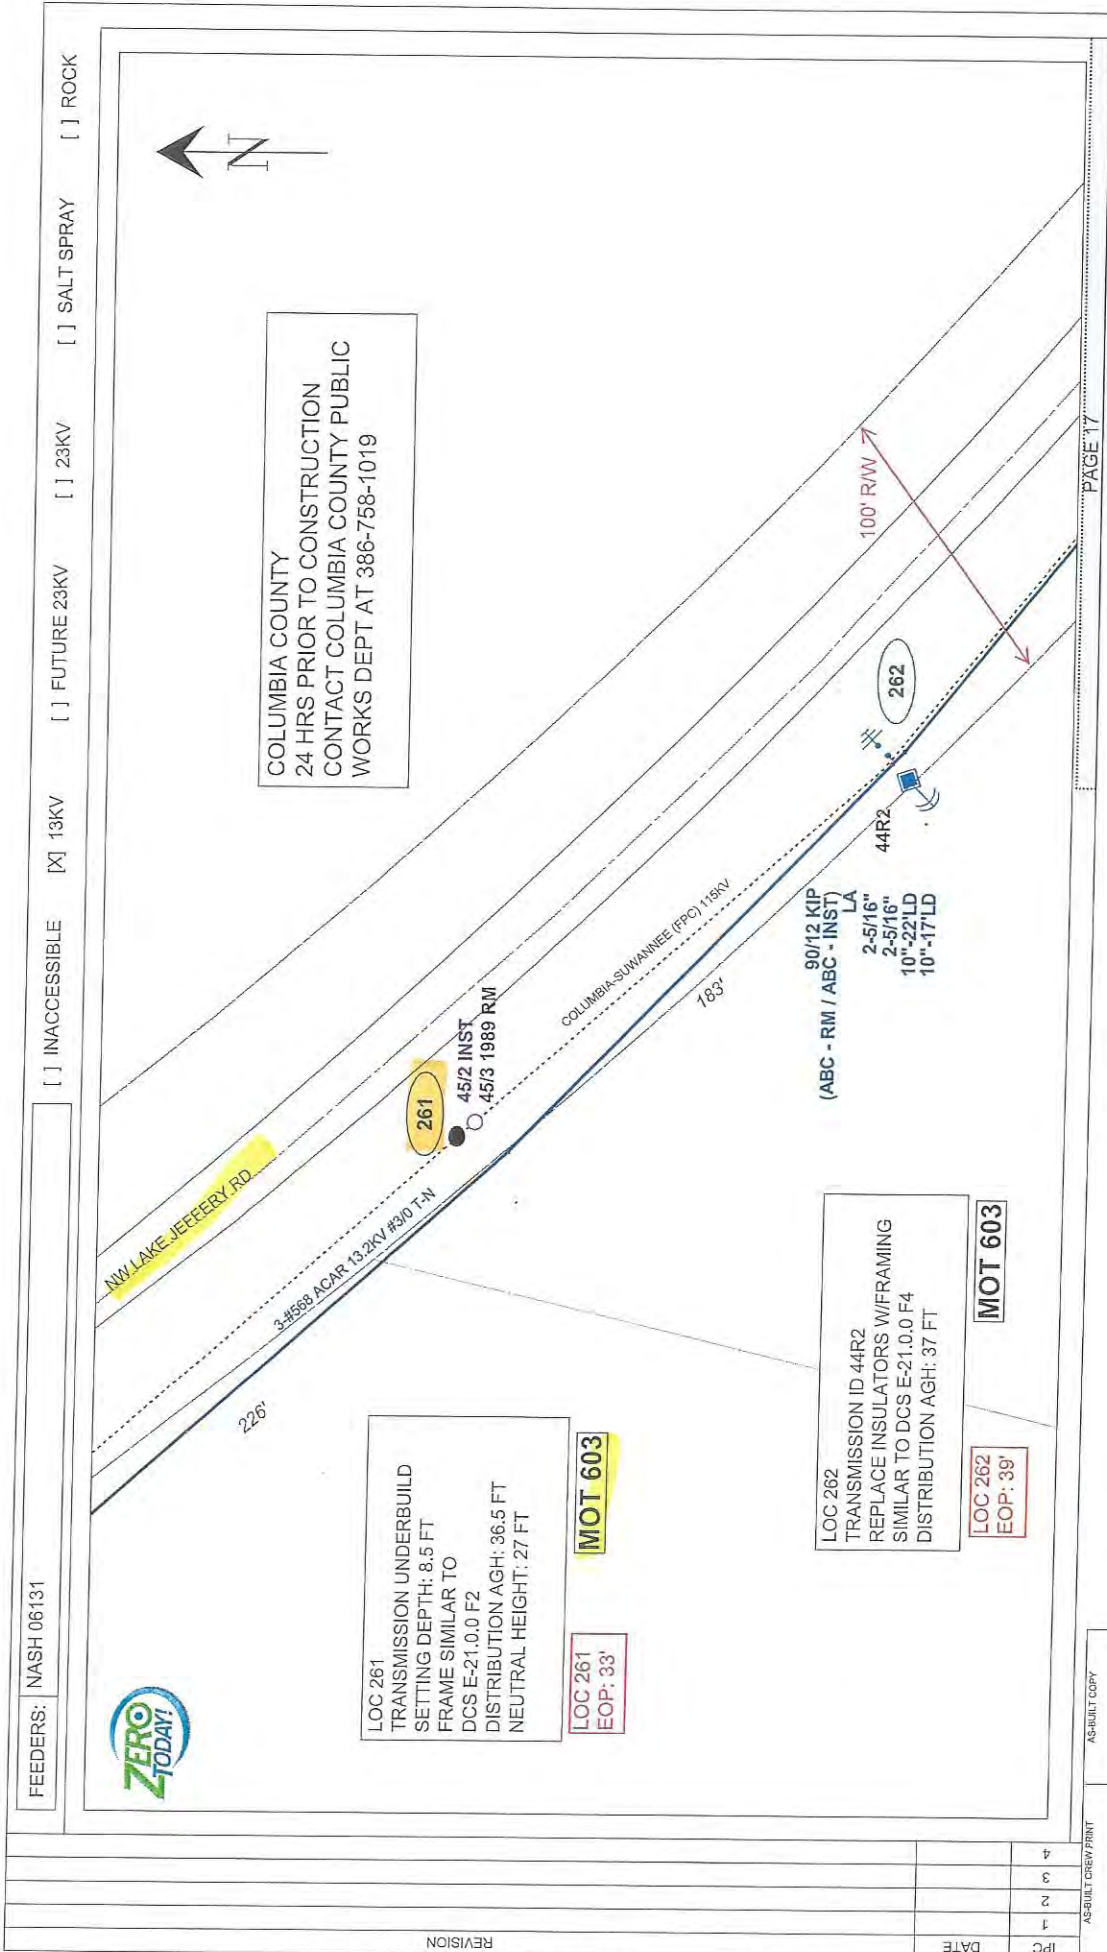 FEEDERS: NASH 06131
[ ] INACCESSIBLE [X] 13KV [ ] FUTURE 23KV [ ] 23KV [ ] SALT SPRAY [ ] ROCK
ZERO
TODAY!
N
COLUMBIA COUNTY
24 HRS PRIOR TO CONSTRUCTION
CONTACT COLUMBIA COUNTY PUBLIC
WORKS DEPT AT 386-758-1019
NW LAKE JEFFERY RD
3-#568 ACAR 13.2KV #3/0 T-N
226'
261
45/2 INST
45/3 1989 RM
COLUMBIA-SUWANNEE (FPC) 115KV
183'
100' R/W
262
44R2
90/12 KIP
(ABC - RM / ABC - INST)
LA
2-5/16"
2-5/16"
10"-22'LD
10"-17'LD
LOC 261
TRANSMISSION UNDERBUILD
SETTING DEPTH: 8.5 FT
FRAME SIMILAR TO
DCS E-21.0.0 F2
DISTRIBUTION AGH: 36.5 FT
NEUTRAL HEIGHT: 27 FT
LOC 261
EOP: 33'
MOT 603
LOC 262
TRANSMISSION ID 44R2
REPLACE INSULATORS W/FRAMING
SIMILAR TO DCS E-21.0.0 F4
DISTRIBUTION AGH: 37 FT
LOC 262
EOP: 39'
MOT 603
PAGE 17
REVISION
DATE
IPC
1
2
3
4
AS-BUILT CREW PRINT
AS-BUILT COPY